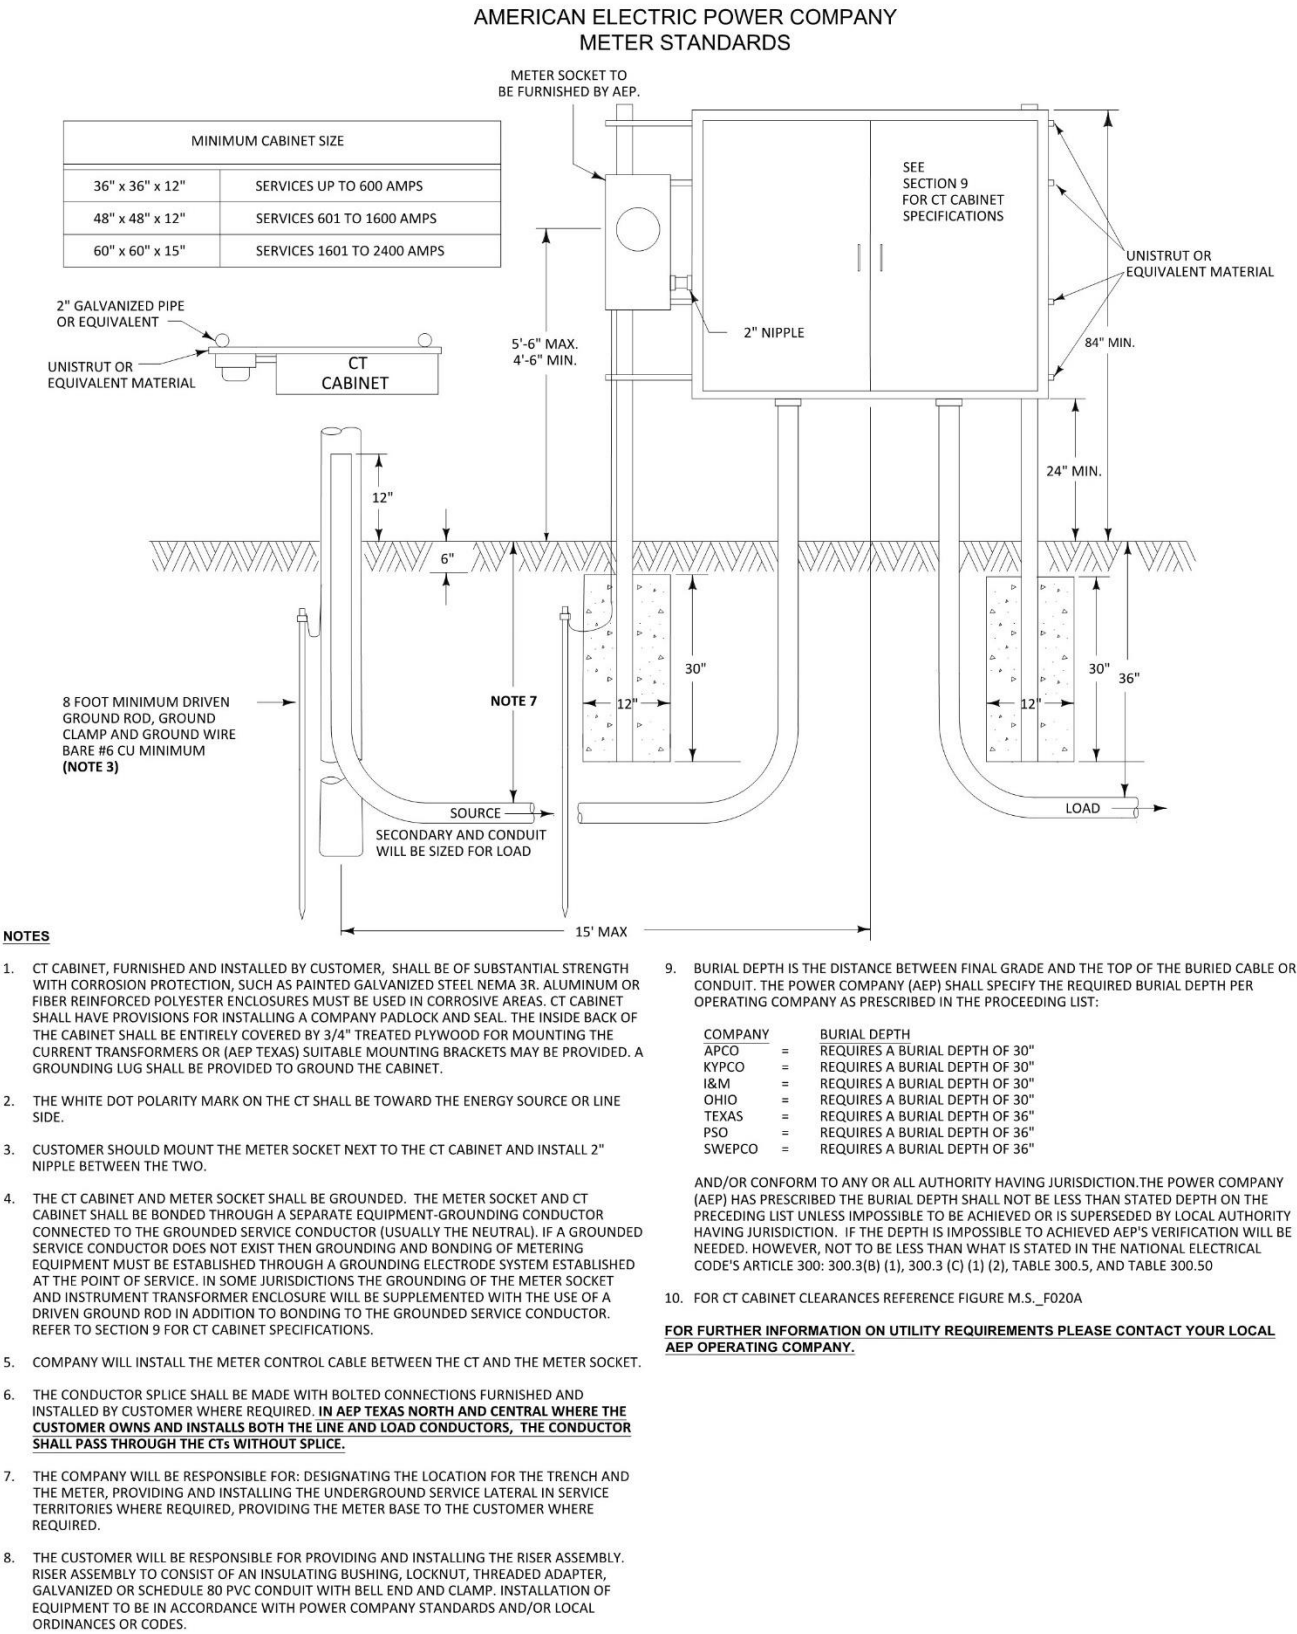 AMERICAN ELECTRIC POWER COMPANY
METER STANDARDS
METER SOCKET TO
BE FURNISHED BY AEP.
MINIMUM CABINET SIZE
36" x 36" x 12" SERVICES UP TO 600 AMPS
48" x 48" x 12" SERVICES 601 TO 1600 AMPS
60" x 60" x 15" SERVICES 1601 TO 2400 AMPS
SEE
SECTION 9
FOR CT CABINET
SPECIFICATIONS
UNISTRUT OR
EQUIVALENT MATERIAL
2" GALVANIZED PIPE
OR EQUIVALENT
UNISTRUT OR
EQUIVALENT MATERIAL
CT
CABINET
5'-6" MAX.
4'-6" MIN.
2" NIPPLE
84" MIN.
24" MIN.
12"
6"
30"
12"
30"
12"
36"
NOTE 7
8 FOOT MINIMUM DRIVEN
GROUND ROD, GROUND
CLAMP AND GROUND WIRE
BARE #6 CU MINIMUM
(NOTE 3)
SOURCE
SECONDARY AND CONDUIT
WILL BE SIZED FOR LOAD
LOAD
15' MAX
NOTES
1. CT CABINET, FURNISHED AND INSTALLED BY CUSTOMER, SHALL BE OF SUBSTANTIAL STRENGTH
WITH CORROSION PROTECTION, SUCH AS PAINTED GALVANIZED STEEL NEMA 3R. ALUMINUM OR
FIBER REINFORCED POLYESTER ENCLOSURES MUST BE USED IN CORROSIVE AREAS. CT CABINET
SHALL HAVE PROVISIONS FOR INSTALLING A COMPANY PADLOCK AND SEAL. THE INSIDE BACK OF
THE CABINET SHALL BE ENTIRELY COVERED BY 3/4" TREATED PLYWOOD FOR MOUNTING THE
CURRENT TRANSFORMERS OR (AEP TEXAS) SUITABLE MOUNTING BRACKETS MAY BE PROVIDED. A
GROUNDING LUG SHALL BE PROVIDED TO GROUND THE CABINET.
2. THE WHITE DOT POLARITY MARK ON THE CT SHALL BE TOWARD THE ENERGY SOURCE OR LINE
SIDE.
3. CUSTOMER SHOULD MOUNT THE METER SOCKET NEXT TO THE CT CABINET AND INSTALL 2"
NIPPLE BETWEEN THE TWO.
4. THE CT CABINET AND METER SOCKET SHALL BE GROUNDED. THE METER SOCKET AND CT
CABINET SHALL BE BONDED THROUGH A SEPARATE EQUIPMENT-GROUNDING CONDUCTOR
CONNECTED TO THE GROUNDED SERVICE CONDUCTOR (USUALLY THE NEUTRAL). IF A GROUNDED
SERVICE CONDUCTOR DOES NOT EXIST THEN GROUNDING AND BONDING OF METERING
EQUIPMENT MUST BE ESTABLISHED THROUGH A GROUNDING ELECTRODE SYSTEM ESTABLISHED
AT THE POINT OF SERVICE. IN SOME JURISDICTIONS THE GROUNDING OF THE METER SOCKET
AND INSTRUMENT TRANSFORMER ENCLOSURE WILL BE SUPPLEMENTED WITH THE USE OF A
DRIVEN GROUND ROD IN ADDITION TO BONDING TO THE GROUNDED SERVICE CONDUCTOR.
REFER TO SECTION 9 FOR CT CABINET SPECIFICATIONS.
5. COMPANY WILL INSTALL THE METER CONTROL CABLE BETWEEN THE CT AND THE METER SOCKET.
6. THE CONDUCTOR SPLICE SHALL BE MADE WITH BOLTED CONNECTIONS FURNISHED AND
INSTALLED BY CUSTOMER WHERE REQUIRED. IN AEP TEXAS NORTH AND CENTRAL WHERE THE
CUSTOMER OWNS AND INSTALLS BOTH THE LINE AND LOAD CONDUCTORS, THE CONDUCTOR
SHALL PASS THROUGH THE CTs WITHOUT SPLICE.
7. THE COMPANY WILL BE RESPONSIBLE FOR: DESIGNATING THE LOCATION FOR THE TRENCH AND
THE METER, PROVIDING AND INSTALLING THE UNDERGROUND SERVICE LATERAL IN SERVICE
TERRITORIES WHERE REQUIRED, PROVIDING THE METER BASE TO THE CUSTOMER WHERE
REQUIRED.
8. THE CUSTOMER WILL BE RESPONSIBLE FOR PROVIDING AND INSTALLING THE RISER ASSEMBLY.
RISER ASSEMBLY TO CONSIST OF AN INSULATING BUSHING, LOCKNUT, THREADED ADAPTER,
GALVANIZED OR SCHEDULE 80 PVC CONDUIT WITH BELL END AND CLAMP. INSTALLATION OF
EQUIPMENT TO BE IN ACCORDANCE WITH POWER COMPANY STANDARDS AND/OR LOCAL
ORDINANCES OR CODES.
9. BURIAL DEPTH IS THE DISTANCE BETWEEN FINAL GRADE AND THE TOP OF THE BURIED CABLE OR
CONDUIT. THE POWER COMPANY (AEP) SHALL SPECIFY THE REQUIRED BURIAL DEPTH PER
OPERATING COMPANY AS PRESCRIBED IN THE PROCEEDING LIST:
COMPANY BURIAL DEPTH
APCO = REQUIRES A BURIAL DEPTH OF 30"
KYPCO = REQUIRES A BURIAL DEPTH OF 30"
I&M = REQUIRES A BURIAL DEPTH OF 30"
OHIO = REQUIRES A BURIAL DEPTH OF 30"
TEXAS = REQUIRES A BURIAL DEPTH OF 36"
PSO = REQUIRES A BURIAL DEPTH OF 36"
SWEPCO = REQUIRES A BURIAL DEPTH OF 36"
AND/OR CONFORM TO ANY OR ALL AUTHORITY HAVING JURISDICTION.THE POWER COMPANY
(AEP) HAS PRESCRIBED THE BURIAL DEPTH SHALL NOT BE LESS THAN STATED DEPTH ON THE
PRECEDING LIST UNLESS IMPOSSIBLE TO BE ACHIEVED OR IS SUPERSEDED BY LOCAL AUTHORITY
HAVING JURISDICTION. IF THE DEPTH IS IMPOSSIBLE TO ACHIEVED AEP'S VERIFICATION WILL BE
NEEDED. HOWEVER, NOT TO BE LESS THAN WHAT IS STATED IN THE NATIONAL ELECTRICAL
CODE'S ARTICLE 300: 300.3(B) (1), 300.3 (C) (1) (2), TABLE 300.5, AND TABLE 300.50
10. FOR CT CABINET CLEARANCES REFERENCE FIGURE M.S._F020A
FOR FURTHER INFORMATION ON UTILITY REQUIREMENTS PLEASE CONTACT YOUR LOCAL
AEP OPERATING COMPANY.